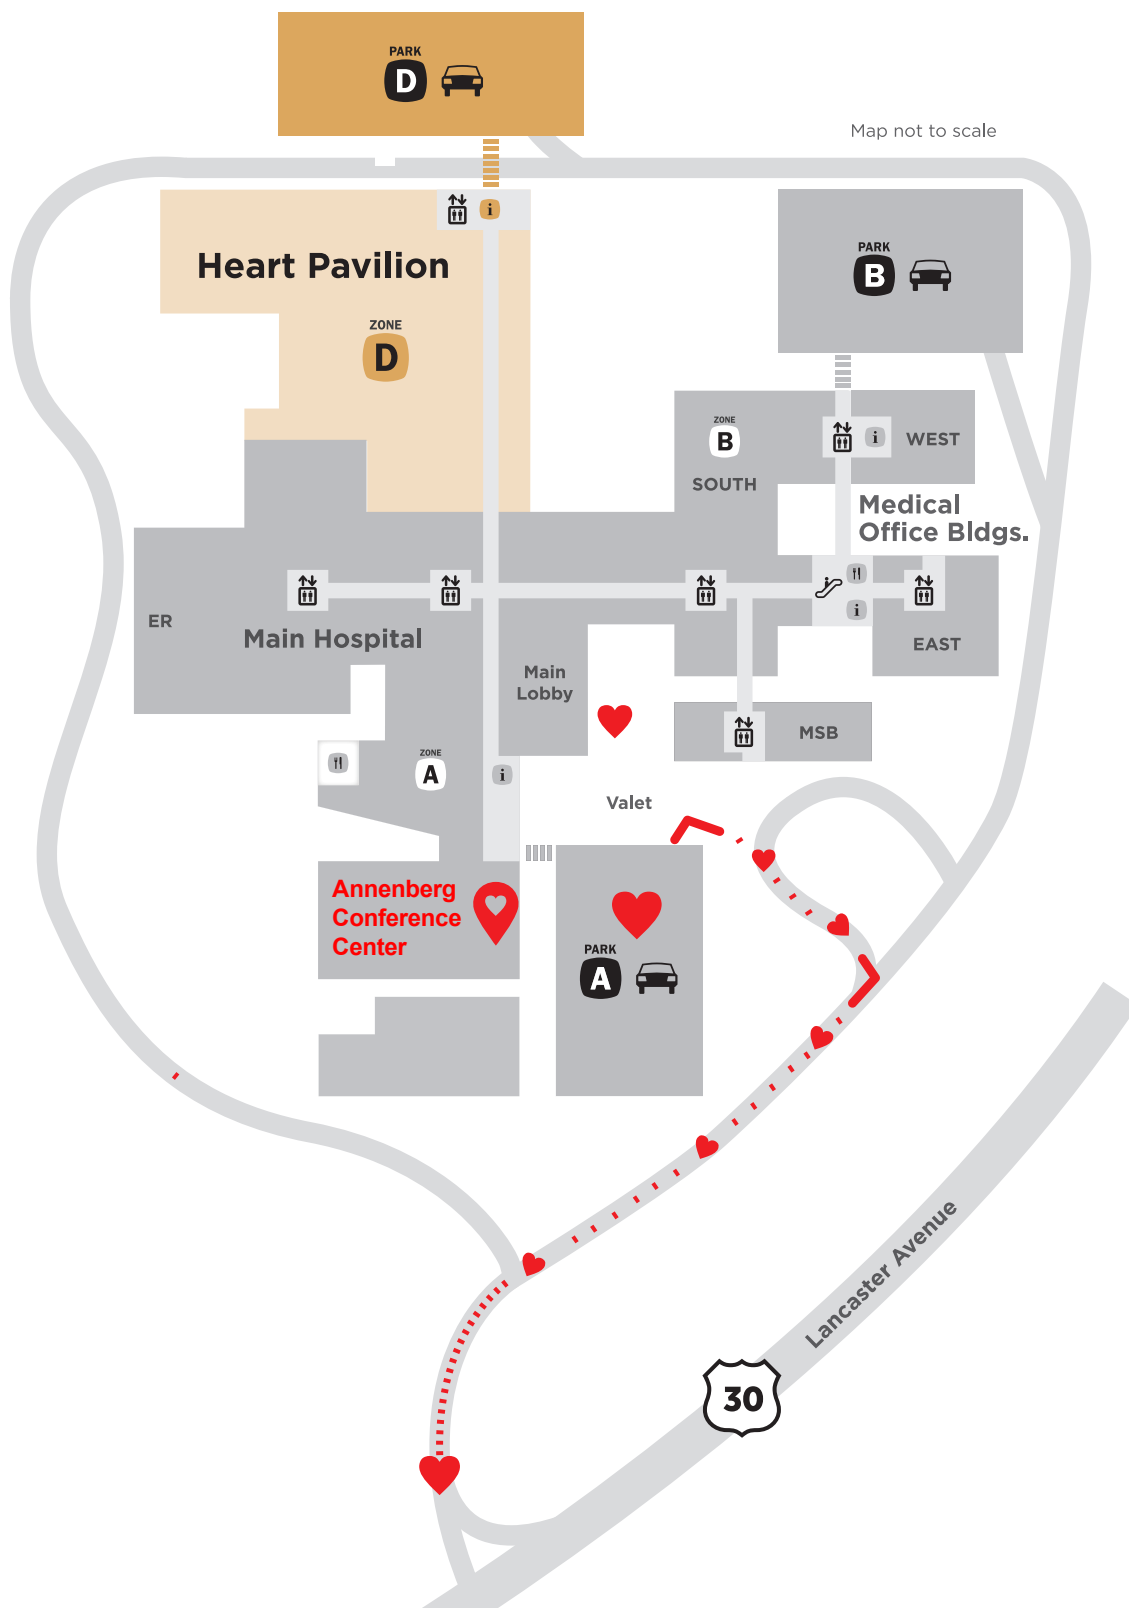 PARK
D
Map not to scale
i
Heart Pavilion
PARK
B
ZONE
D
ZONE
B
i
WEST
SOUTH
Medical
Office Bldgs.
ER
Main Hospital
i
EAST
Main
Lobby
MSB
ZONE
A
i
Valet
Annenberg
Conference
Center
PARK
A
Lancaster Avenue
30